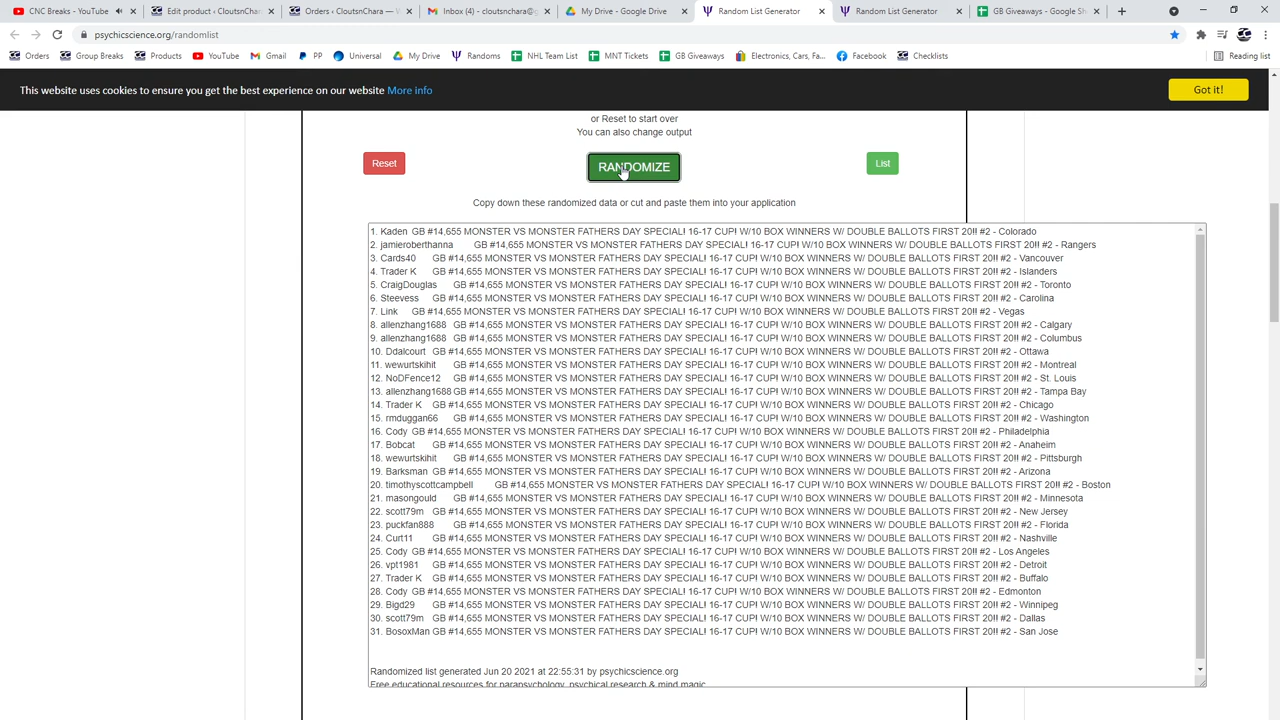 CNC Breaks - YouTube
Edit product ‹ CloutsnChar
Orders ‹ CloutsnChara — W
Inbox (4) - cloutsnchara@g
My Drive - Google Drive
Random List Generator
Random List Generator
GB Giveaways - Google Sh
psychicscience.org/randomlist
Orders
Group Breaks
Products
YouTube
Gmail
PP
Universal
My Drive
Randoms
NHL Team List
MNT Tickets
GB Giveaways
Electronics, Cars, Fa...
Facebook
Checklists
Reading list
This website uses cookies to ensure you get the best experience on our website More info
Got it!
or Reset to start over
You can also change output
Reset
RANDOMIZE
List
Copy down these randomized data or cut and paste them into your application
1. Kaden GB #14,655 MONSTER VS MONSTER FATHERS DAY SPECIAL! 16-17 CUP! W/10 BOX WINNERS W/ DOUBLE BALLOTS FIRST 20!! #2 - Colorado
2. jamieroberthanna GB #14,655 MONSTER VS MONSTER FATHERS DAY SPECIAL! 16-17 CUP! W/10 BOX WINNERS W/ DOUBLE BALLOTS FIRST 20!! #2 - Rangers
3. Cards40 GB #14,655 MONSTER VS MONSTER FATHERS DAY SPECIAL! 16-17 CUP! W/10 BOX WINNERS W/ DOUBLE BALLOTS FIRST 20!! #2 - Vancouver
4. Trader K GB #14,655 MONSTER VS MONSTER FATHERS DAY SPECIAL! 16-17 CUP! W/10 BOX WINNERS W/ DOUBLE BALLOTS FIRST 20!! #2 - Islanders
5. CraigDouglas GB #14,655 MONSTER VS MONSTER FATHERS DAY SPECIAL! 16-17 CUP! W/10 BOX WINNERS W/ DOUBLE BALLOTS FIRST 20!! #2 - Toronto
6. Steevess GB #14,655 MONSTER VS MONSTER FATHERS DAY SPECIAL! 16-17 CUP! W/10 BOX WINNERS W/ DOUBLE BALLOTS FIRST 20!! #2 - Carolina
7. Link GB #14,655 MONSTER VS MONSTER FATHERS DAY SPECIAL! 16-17 CUP! W/10 BOX WINNERS W/ DOUBLE BALLOTS FIRST 20!! #2 - Vegas
8. allenzhang1688 GB #14,655 MONSTER VS MONSTER FATHERS DAY SPECIAL! 16-17 CUP! W/10 BOX WINNERS W/ DOUBLE BALLOTS FIRST 20!! #2 - Calgary
9. allenzhang1688 GB #14,655 MONSTER VS MONSTER FATHERS DAY SPECIAL! 16-17 CUP! W/10 BOX WINNERS W/ DOUBLE BALLOTS FIRST 20!! #2 - Columbus
10. Ddalcourt GB #14,655 MONSTER VS MONSTER FATHERS DAY SPECIAL! 16-17 CUP! W/10 BOX WINNERS W/ DOUBLE BALLOTS FIRST 20!! #2 - Ottawa
11. wewurtskihit GB #14,655 MONSTER VS MONSTER FATHERS DAY SPECIAL! 16-17 CUP! W/10 BOX WINNERS W/ DOUBLE BALLOTS FIRST 20!! #2 - Montreal
12. NoDFence12 GB #14,655 MONSTER VS MONSTER FATHERS DAY SPECIAL! 16-17 CUP! W/10 BOX WINNERS W/ DOUBLE BALLOTS FIRST 20!! #2 - St. Louis
13. allenzhang1688 GB #14,655 MONSTER VS MONSTER FATHERS DAY SPECIAL! 16-17 CUP! W/10 BOX WINNERS W/ DOUBLE BALLOTS FIRST 20!! #2 - Tampa Bay
14. Trader K GB #14,655 MONSTER VS MONSTER FATHERS DAY SPECIAL! 16-17 CUP! W/10 BOX WINNERS W/ DOUBLE BALLOTS FIRST 20!! #2 - Chicago
15. rmduggan66 GB #14,655 MONSTER VS MONSTER FATHERS DAY SPECIAL! 16-17 CUP! W/10 BOX WINNERS W/ DOUBLE BALLOTS FIRST 20!! #2 - Washington
16. Cody GB #14,655 MONSTER VS MONSTER FATHERS DAY SPECIAL! 16-17 CUP! W/10 BOX WINNERS W/ DOUBLE BALLOTS FIRST 20!! #2 - Philadelphia
17. Bobcat GB #14,655 MONSTER VS MONSTER FATHERS DAY SPECIAL! 16-17 CUP! W/10 BOX WINNERS W/ DOUBLE BALLOTS FIRST 20!! #2 - Anaheim
18. wewurtskihit GB #14,655 MONSTER VS MONSTER FATHERS DAY SPECIAL! 16-17 CUP! W/10 BOX WINNERS W/ DOUBLE BALLOTS FIRST 20!! #2 - Pittsburgh
19. Barksman GB #14,655 MONSTER VS MONSTER FATHERS DAY SPECIAL! 16-17 CUP! W/10 BOX WINNERS W/ DOUBLE BALLOTS FIRST 20!! #2 - Arizona
20. timothyscottcampbell GB #14,655 MONSTER VS MONSTER FATHERS DAY SPECIAL! 16-17 CUP! W/10 BOX WINNERS W/ DOUBLE BALLOTS FIRST 20!! #2 - Boston
21. masongould GB #14,655 MONSTER VS MONSTER FATHERS DAY SPECIAL! 16-17 CUP! W/10 BOX WINNERS W/ DOUBLE BALLOTS FIRST 20!! #2 - Minnesota
22. scott79m GB #14,655 MONSTER VS MONSTER FATHERS DAY SPECIAL! 16-17 CUP! W/10 BOX WINNERS W/ DOUBLE BALLOTS FIRST 20!! #2 - New Jersey
23. puckfan888 GB #14,655 MONSTER VS MONSTER FATHERS DAY SPECIAL! 16-17 CUP! W/10 BOX WINNERS W/ DOUBLE BALLOTS FIRST 20!! #2 - Florida
24. Curt11 GB #14,655 MONSTER VS MONSTER FATHERS DAY SPECIAL! 16-17 CUP! W/10 BOX WINNERS W/ DOUBLE BALLOTS FIRST 20!! #2 - Nashville
25. Cody GB #14,655 MONSTER VS MONSTER FATHERS DAY SPECIAL! 16-17 CUP! W/10 BOX WINNERS W/ DOUBLE BALLOTS FIRST 20!! #2 - Los Angeles
26. vpt1981 GB #14,655 MONSTER VS MONSTER FATHERS DAY SPECIAL! 16-17 CUP! W/10 BOX WINNERS W/ DOUBLE BALLOTS FIRST 20!! #2 - Detroit
27. Trader K GB #14,655 MONSTER VS MONSTER FATHERS DAY SPECIAL! 16-17 CUP! W/10 BOX WINNERS W/ DOUBLE BALLOTS FIRST 20!! #2 - Buffalo
28. Cody GB #14,655 MONSTER VS MONSTER FATHERS DAY SPECIAL! 16-17 CUP! W/10 BOX WINNERS W/ DOUBLE BALLOTS FIRST 20!! #2 - Edmonton
29. Bigd29 GB #14,655 MONSTER VS MONSTER FATHERS DAY SPECIAL! 16-17 CUP! W/10 BOX WINNERS W/ DOUBLE BALLOTS FIRST 20!! #2 - Winnipeg
30. scott79m GB #14,655 MONSTER VS MONSTER FATHERS DAY SPECIAL! 16-17 CUP! W/10 BOX WINNERS W/ DOUBLE BALLOTS FIRST 20!! #2 - Dallas
31. BosoxMan GB #14,655 MONSTER VS MONSTER FATHERS DAY SPECIAL! 16-17 CUP! W/10 BOX WINNERS W/ DOUBLE BALLOTS FIRST 20!! #2 - San Jose
Randomized list generated Jun 20 2021 at 22:55:31 by psychicscience.org
Free educational resources for parapsychology, psychical research & mind magic